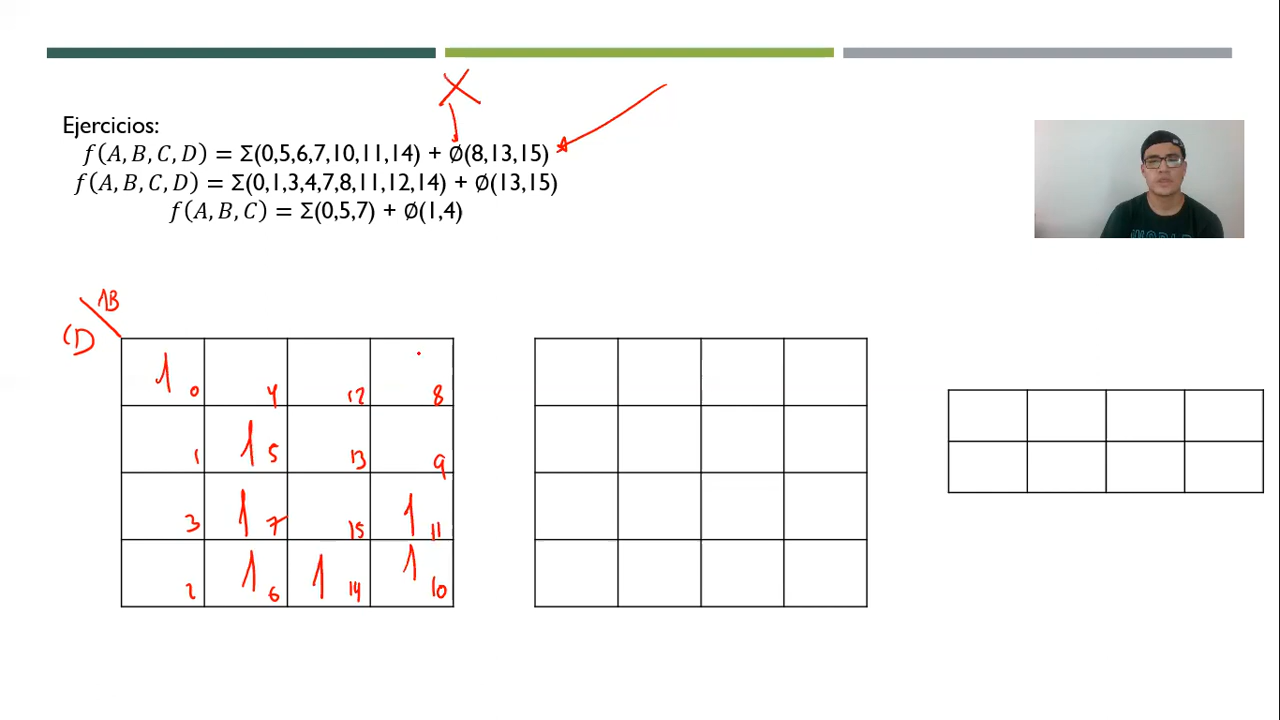 X
Ejercicios:
f(A,B,C,D) = Σ(0,5,6,7,10,11,14) + Ø(8,13,15)
f(A,B,C,D) = Σ(0,1,3,4,7,8,11,12,14) + Ø(13,15)
f(A,B,C) = Σ(0,5,7) + Ø(1,4)
AB
CD
1 0 4 12 8
1 1 5 13 9
3 1 7 15 1 11
2 1 6 1 14 1 10